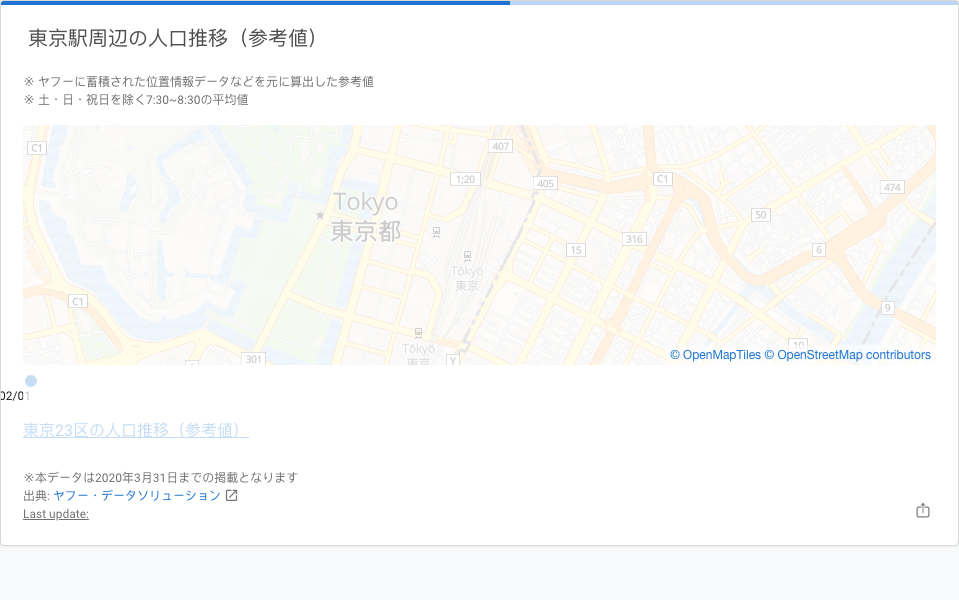 東京駅周辺の人口推移（参考値）
※ ヤフーに蓄積された位置情報データなどを元に算出した参考値
※ 土・日・祝日を除く7:30~8:30の平均値
C1
407
1;20
405
C1
474
Tokyo
東京都
50
316
15
6
Tōkyō
東京
C1
9
10
301
Tōkyō
東京
Y
© OpenMapTiles © OpenStreetMap contributors
02/01
東京23区の人口推移（参考値）
※本データは2020年3月31日までの掲載となります
出典: ヤフー・データソリューション
Last update: